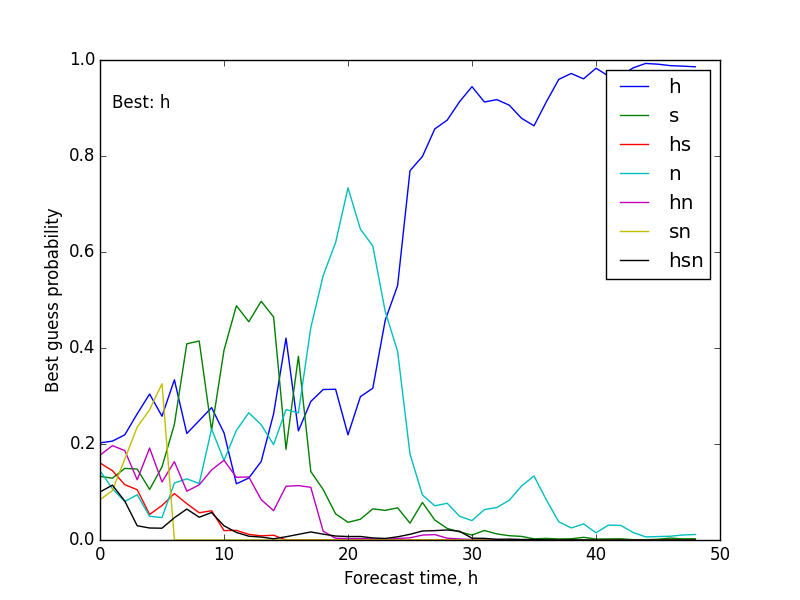 1.0
0.8
0.6
0.4
0.2
0.0
0 10 20 30 40 50
Best guess probability
Forecast time, h
Best: h
h
s
hs
n
hn
sn
hsn